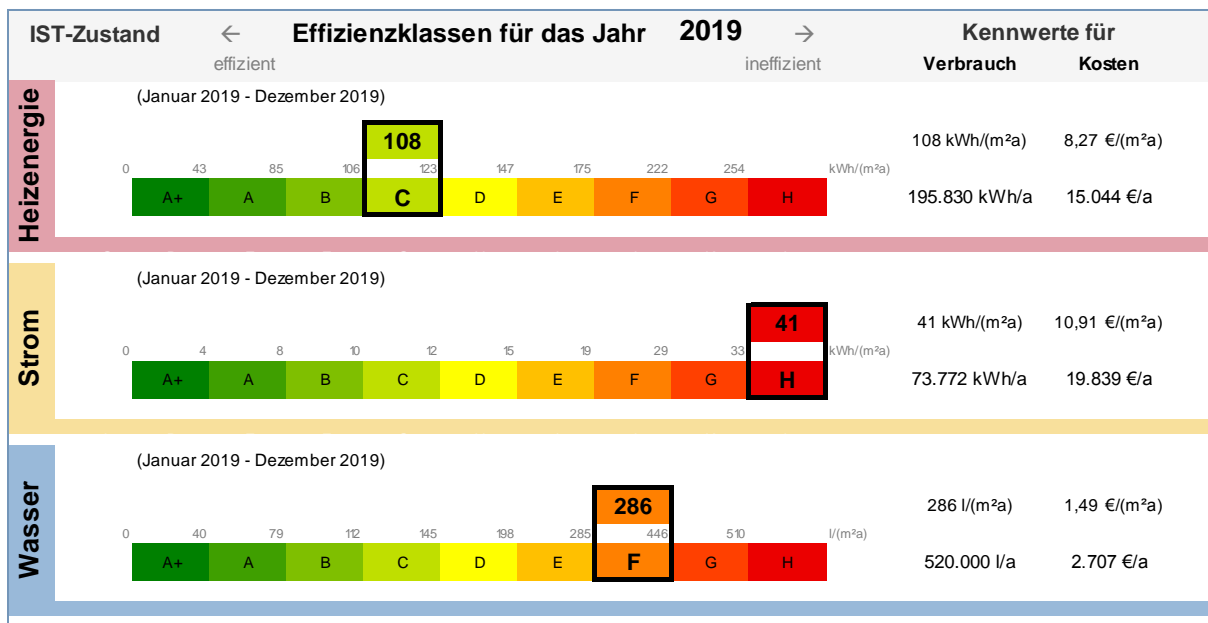 IST-Zustand ← Effizienzklassen für das Jahr 2019 → Kennwerte für
effizient ineffizient Verbrauch Kosten
Heizenergie
(Januar 2019 - Dezember 2019)
108 108 kWh/(m²a) 8,27 €/(m²a)
0 43 85 106 123 147 175 222 254 kWh/(m²a)
A+ A B C D E F G H 195.830 kWh/a 15.044 €/a
Strom
(Januar 2019 - Dezember 2019)
41 41 kWh/(m²a) 10,91 €/(m²a)
0 4 8 10 12 15 19 29 33 kWh/(m²a)
A+ A B C D E F G H 73.772 kWh/a 19.839 €/a
Wasser
(Januar 2019 - Dezember 2019)
286 286 l/(m²a) 1,49 €/(m²a)
0 40 79 112 145 198 285 446 510 l/(m²a)
A+ A B C D E F G H 520.000 l/a 2.707 €/a